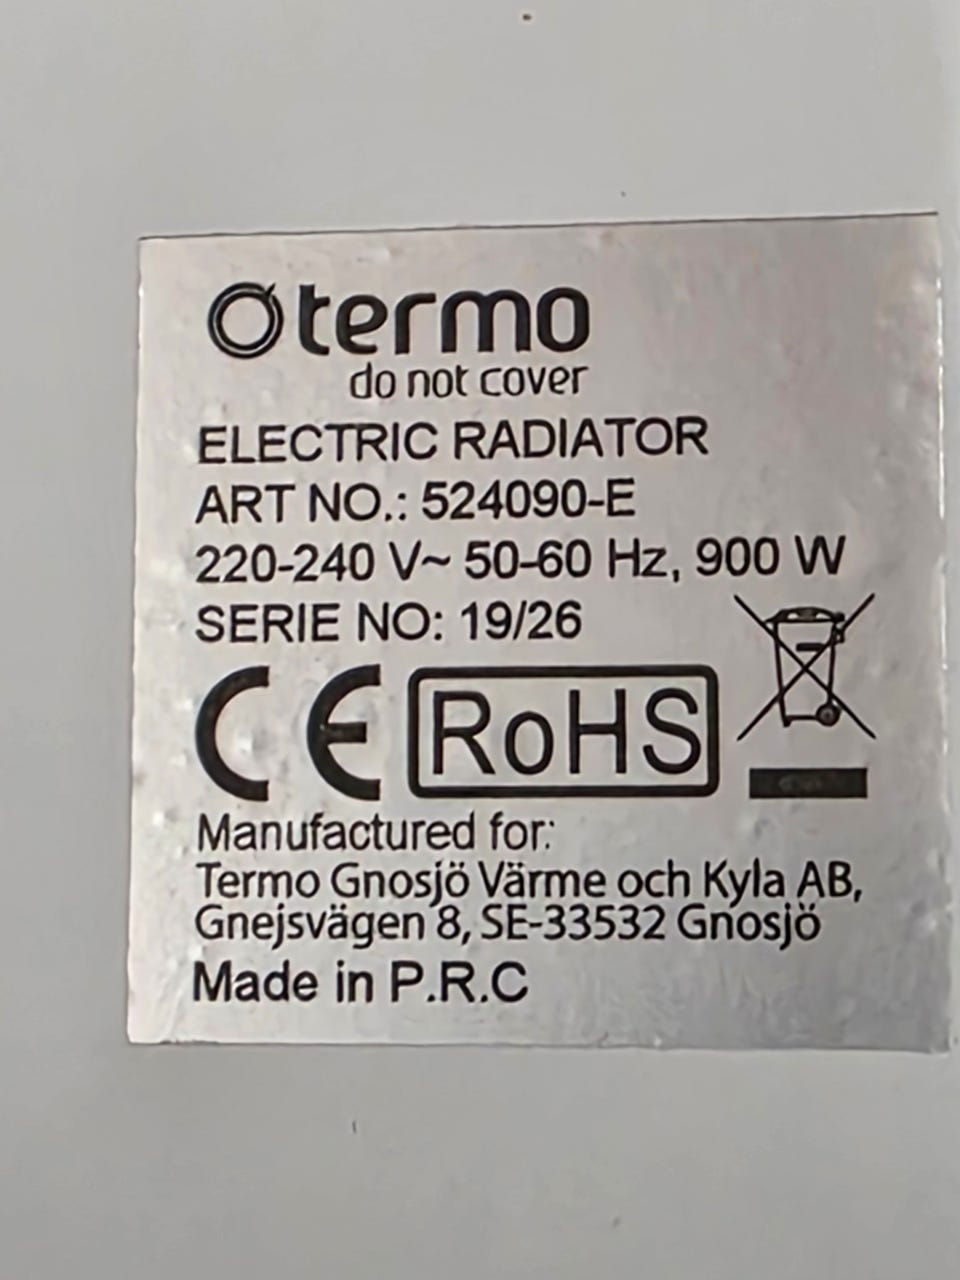 termo
do not cover
ELECTRIC RADIATOR
ART NO.: 524090-E
220-240 V~ 50-60 Hz, 900 W
SERIE NO: 19/26
CE RoHS
Manufactured for:
Termo Gnosjö Värme och Kyla AB,
Gnejsvägen 8, SE-33532 Gnosjö
Made in P.R.C